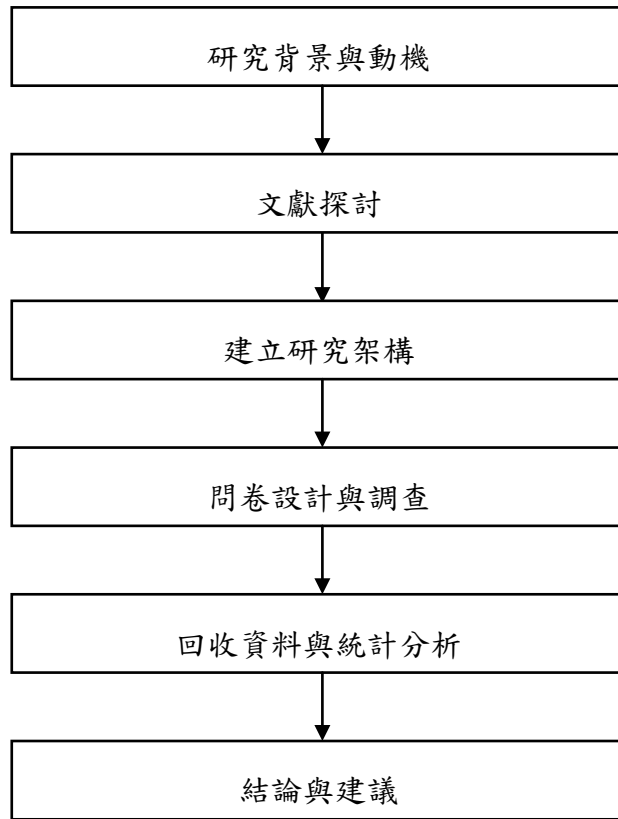 研究背景與動機
文獻探討
建立研究架構
問卷設計與調查
回收資料與統計分析
結論與建議